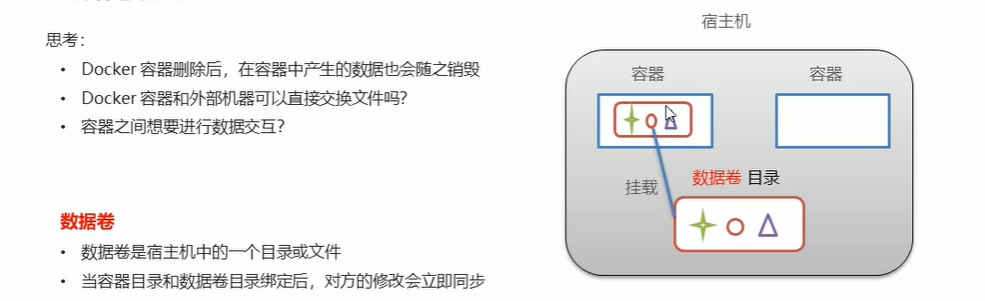 思考：
• Docker 容器删除后，在容器中产生的数据也会随之销毁
• Docker 容器和外部机器可以直接交换文件吗？
• 容器之间想要进行数据交互？
数据卷
• 数据卷是宿主机中的一个目录或文件
• 当容器目录和数据卷目录绑定后，对方的修改会立即同步
宿主机
容器
容器
数据卷 目录
挂载